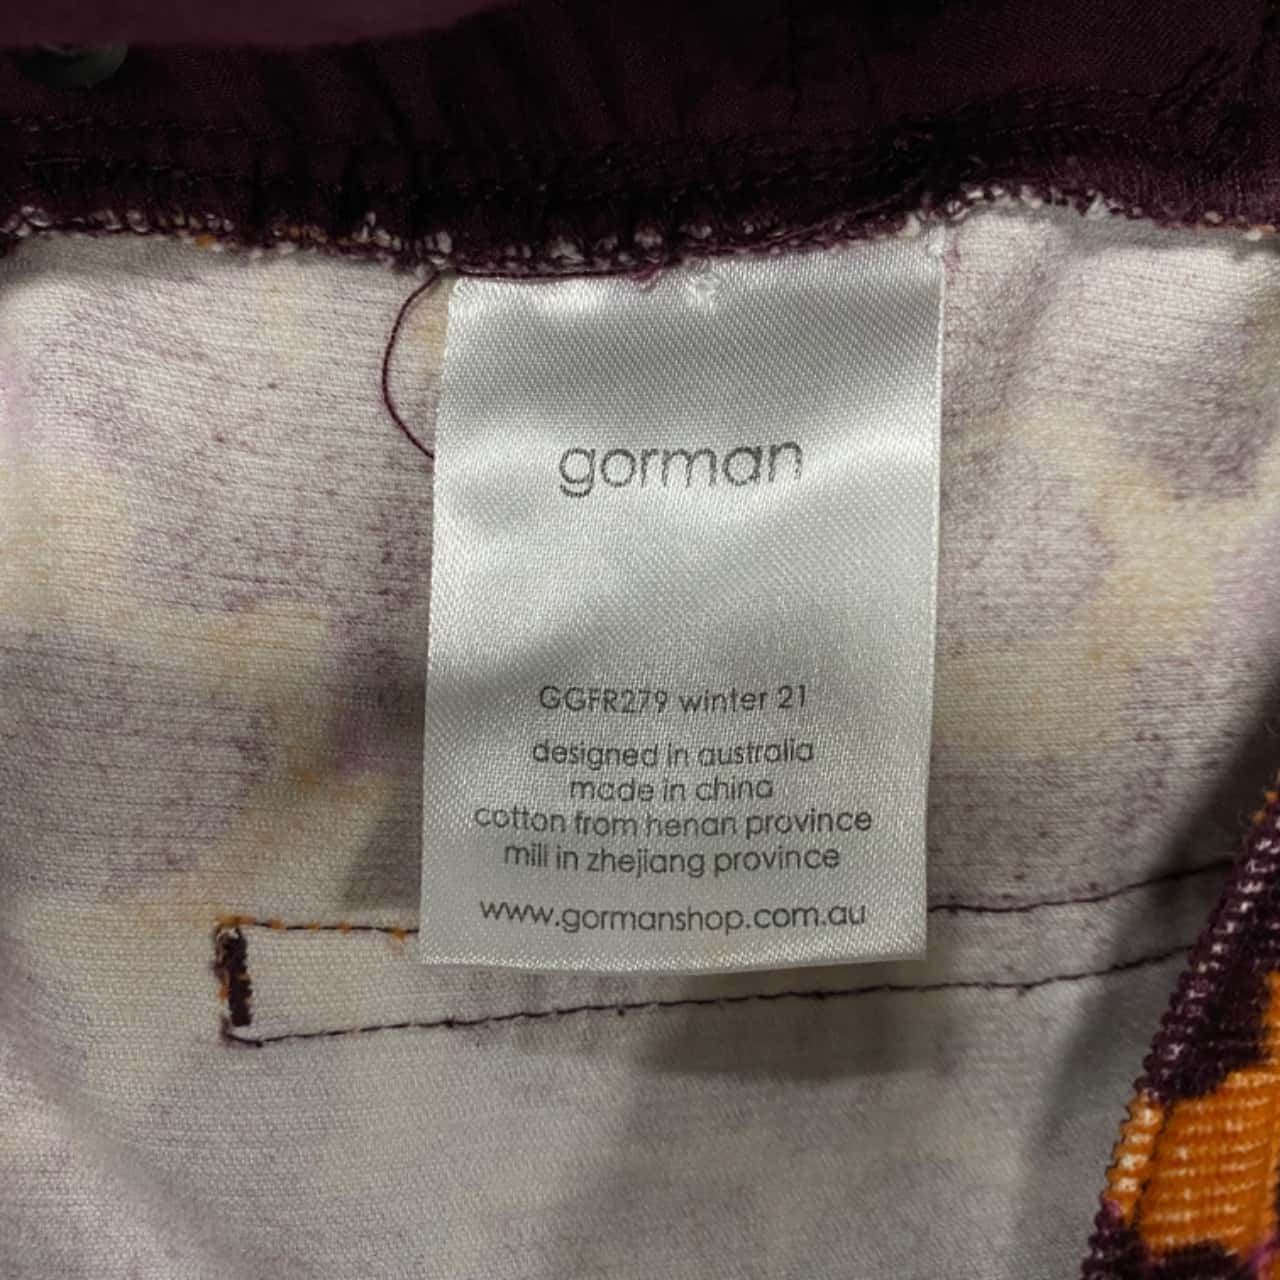 gorman
GGFR279 winter 21
designed in australia
made in china
cotton from henan province
mill in zhejiang province
www.gormanshop.com.au